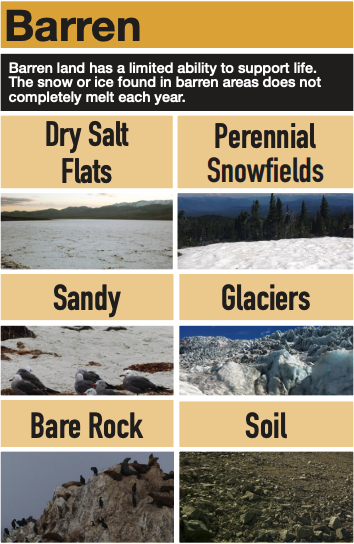 Barren
Barren land has a limited ability to support life.
The snow or ice found in barren areas does not
completely melt each year.
Dry Salt
Flats
Perennial
Snowfields
Sandy
Glaciers
Bare Rock
Soil